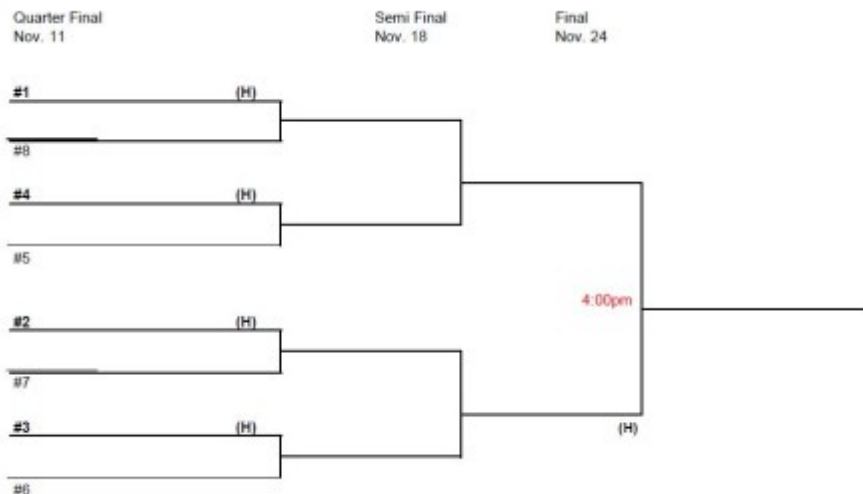 Quarter Final
Nov. 11
Semi Final
Nov. 18
Final
Nov. 24
#1 (H)
#8
#4 (H)
#5
4:00pm
#2 (H)
#7
#3 (H)
(H)
#6